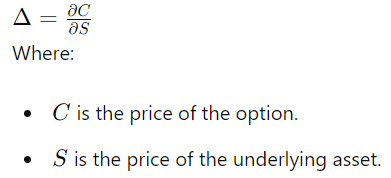 Δ = ∂C/∂S
Where:
• C is the price of the option.
• S is the price of the underlying asset.